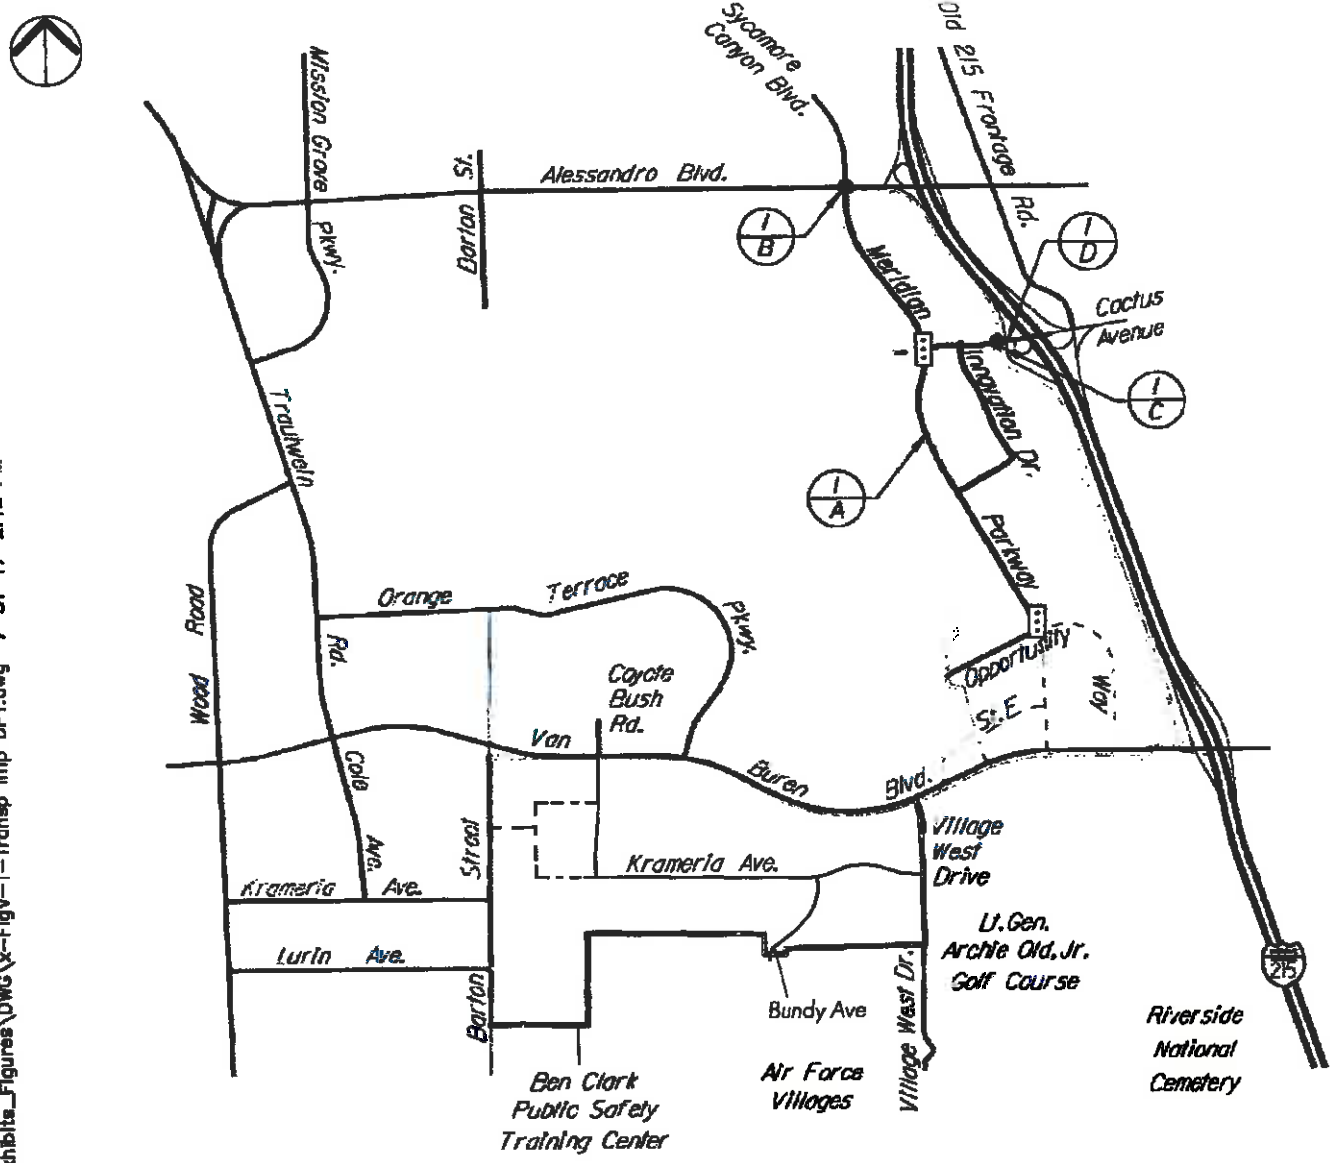 Sycamore
Canyon Blvd.
Old 215 Frontage Rd.
Mission Grove Pkwy.
Barton St.
Alessandro Blvd.
I
B
I
D
Meridian
Cactus
Avenue
I
Innovation Dr.
I
C
Trautwein
I
A
Parkway
Wood Road
Orange Terrace Pkwy.
Rd.
Opportunity
Way
Coyote
Bush
Rd.
St. E
Van Buren Blvd.
Cole Ave.
Street
Village
West
Drive
Krameria Ave.
Krameria Ave.
Lt. Gen.
Archie Old, Jr.
Golf Course
Lurin Ave.
215
Barton
Bundy Ave
Village West Dr.
Riverside
National
Cemetery
Air Force
Villages
Ben Clark
Public Safety
Training Center